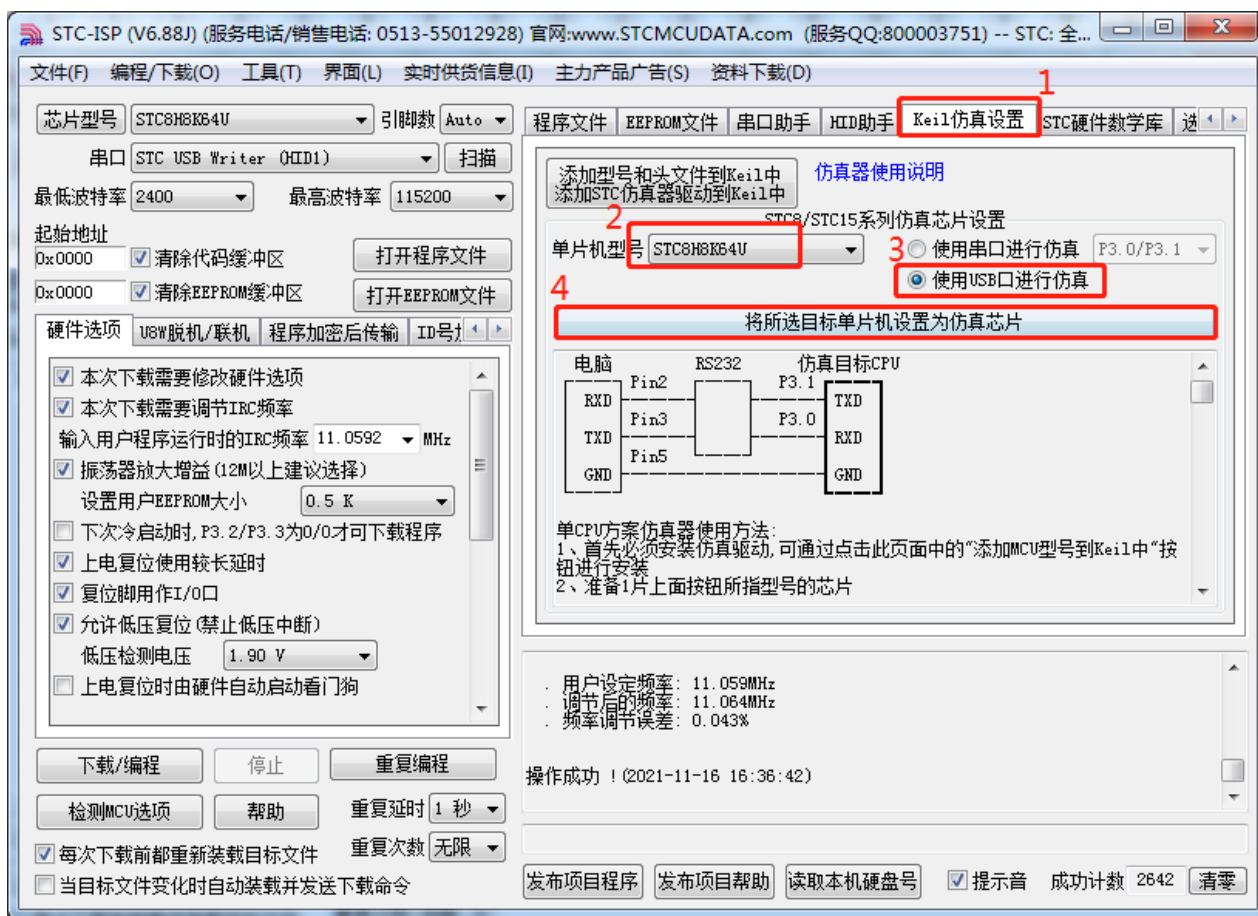 STC-ISP (V6.88J) (服务电话/销售电话: 0513-55012928) 官网:www.STCMCUDATA.com (服务QQ:800003751) -- STC: 全...
文件(F) 编程/下载(O) 工具(T) 界面(L) 实时供货信息(I) 主力产品广告(S) 资料下载(D)
1
芯片型号 STC8H8K64U 引脚数 Auto
串口 STC USB Writer (HID1) 扫描
最低波特率 2400 最高波特率 115200
起始地址
0x0000 清除代码缓冲区 打开程序文件
0x0000 清除EEPROM缓冲区 打开EEPROM文件
硬件选项 U8W脱机/联机 程序加密后传输
本次下载需要修改硬件选项
本次下载需要调节IRC频率
输入用户程序运行时的IRC频率 11.0592 MHz
振荡器放大增益(12M以上建议选择)
设置用户EEPROM大小 0.5 K
下次冷启动时,P3.2/P3.3为0/0才可下载程序
上电复位使用较长延时
复位脚用作I/O口
允许低压复位(禁止低压中断)
低压检测电压 1.90 V
上电复位时由硬件自动启动看门狗
下载/编程 停止 重复编程
检测MCU选项 帮助 重复延时 1 秒
每次下载前都重新装载目标文件 重复次数 无限
当目标文件变化时自动装载并发送下载命令
程序文件 EEPROM文件 串口助手 HID助手 Keil仿真设置 STC硬件数学库
添加型号和头文件到Keil中
添加STC仿真器驱动到Keil中
仿真器使用说明
STC8/STC15系列仿真芯片设置
2
单片机型号 STC8H8K64U
3
使用串口进行仿真 P3.0/P3.1
使用USB口进行仿真
4
将所选目标单片机设置为仿真芯片
电脑 RS232 仿真目标CPU
RXD Pin2 P3.1 TXD
TXD Pin3 P3.0 RXD
GND Pin5 GND
单CPU方案仿真器使用方法:
1、首先必须安装仿真驱动,可通过点击此页面中的“添加MCU型号到Keil中“按
钮进行安装
2、准备1片上面按钮所指型号的芯片
. 用户设定频率: 11.059MHz
. 调节后的频率: 11.064MHz
. 频率调节误差: 0.043%
操作成功 !(2021-11-16 16:36:42)
发布项目程序 发布项目帮助 读取本机硬盘号 提示音 成功计数 2642 清零